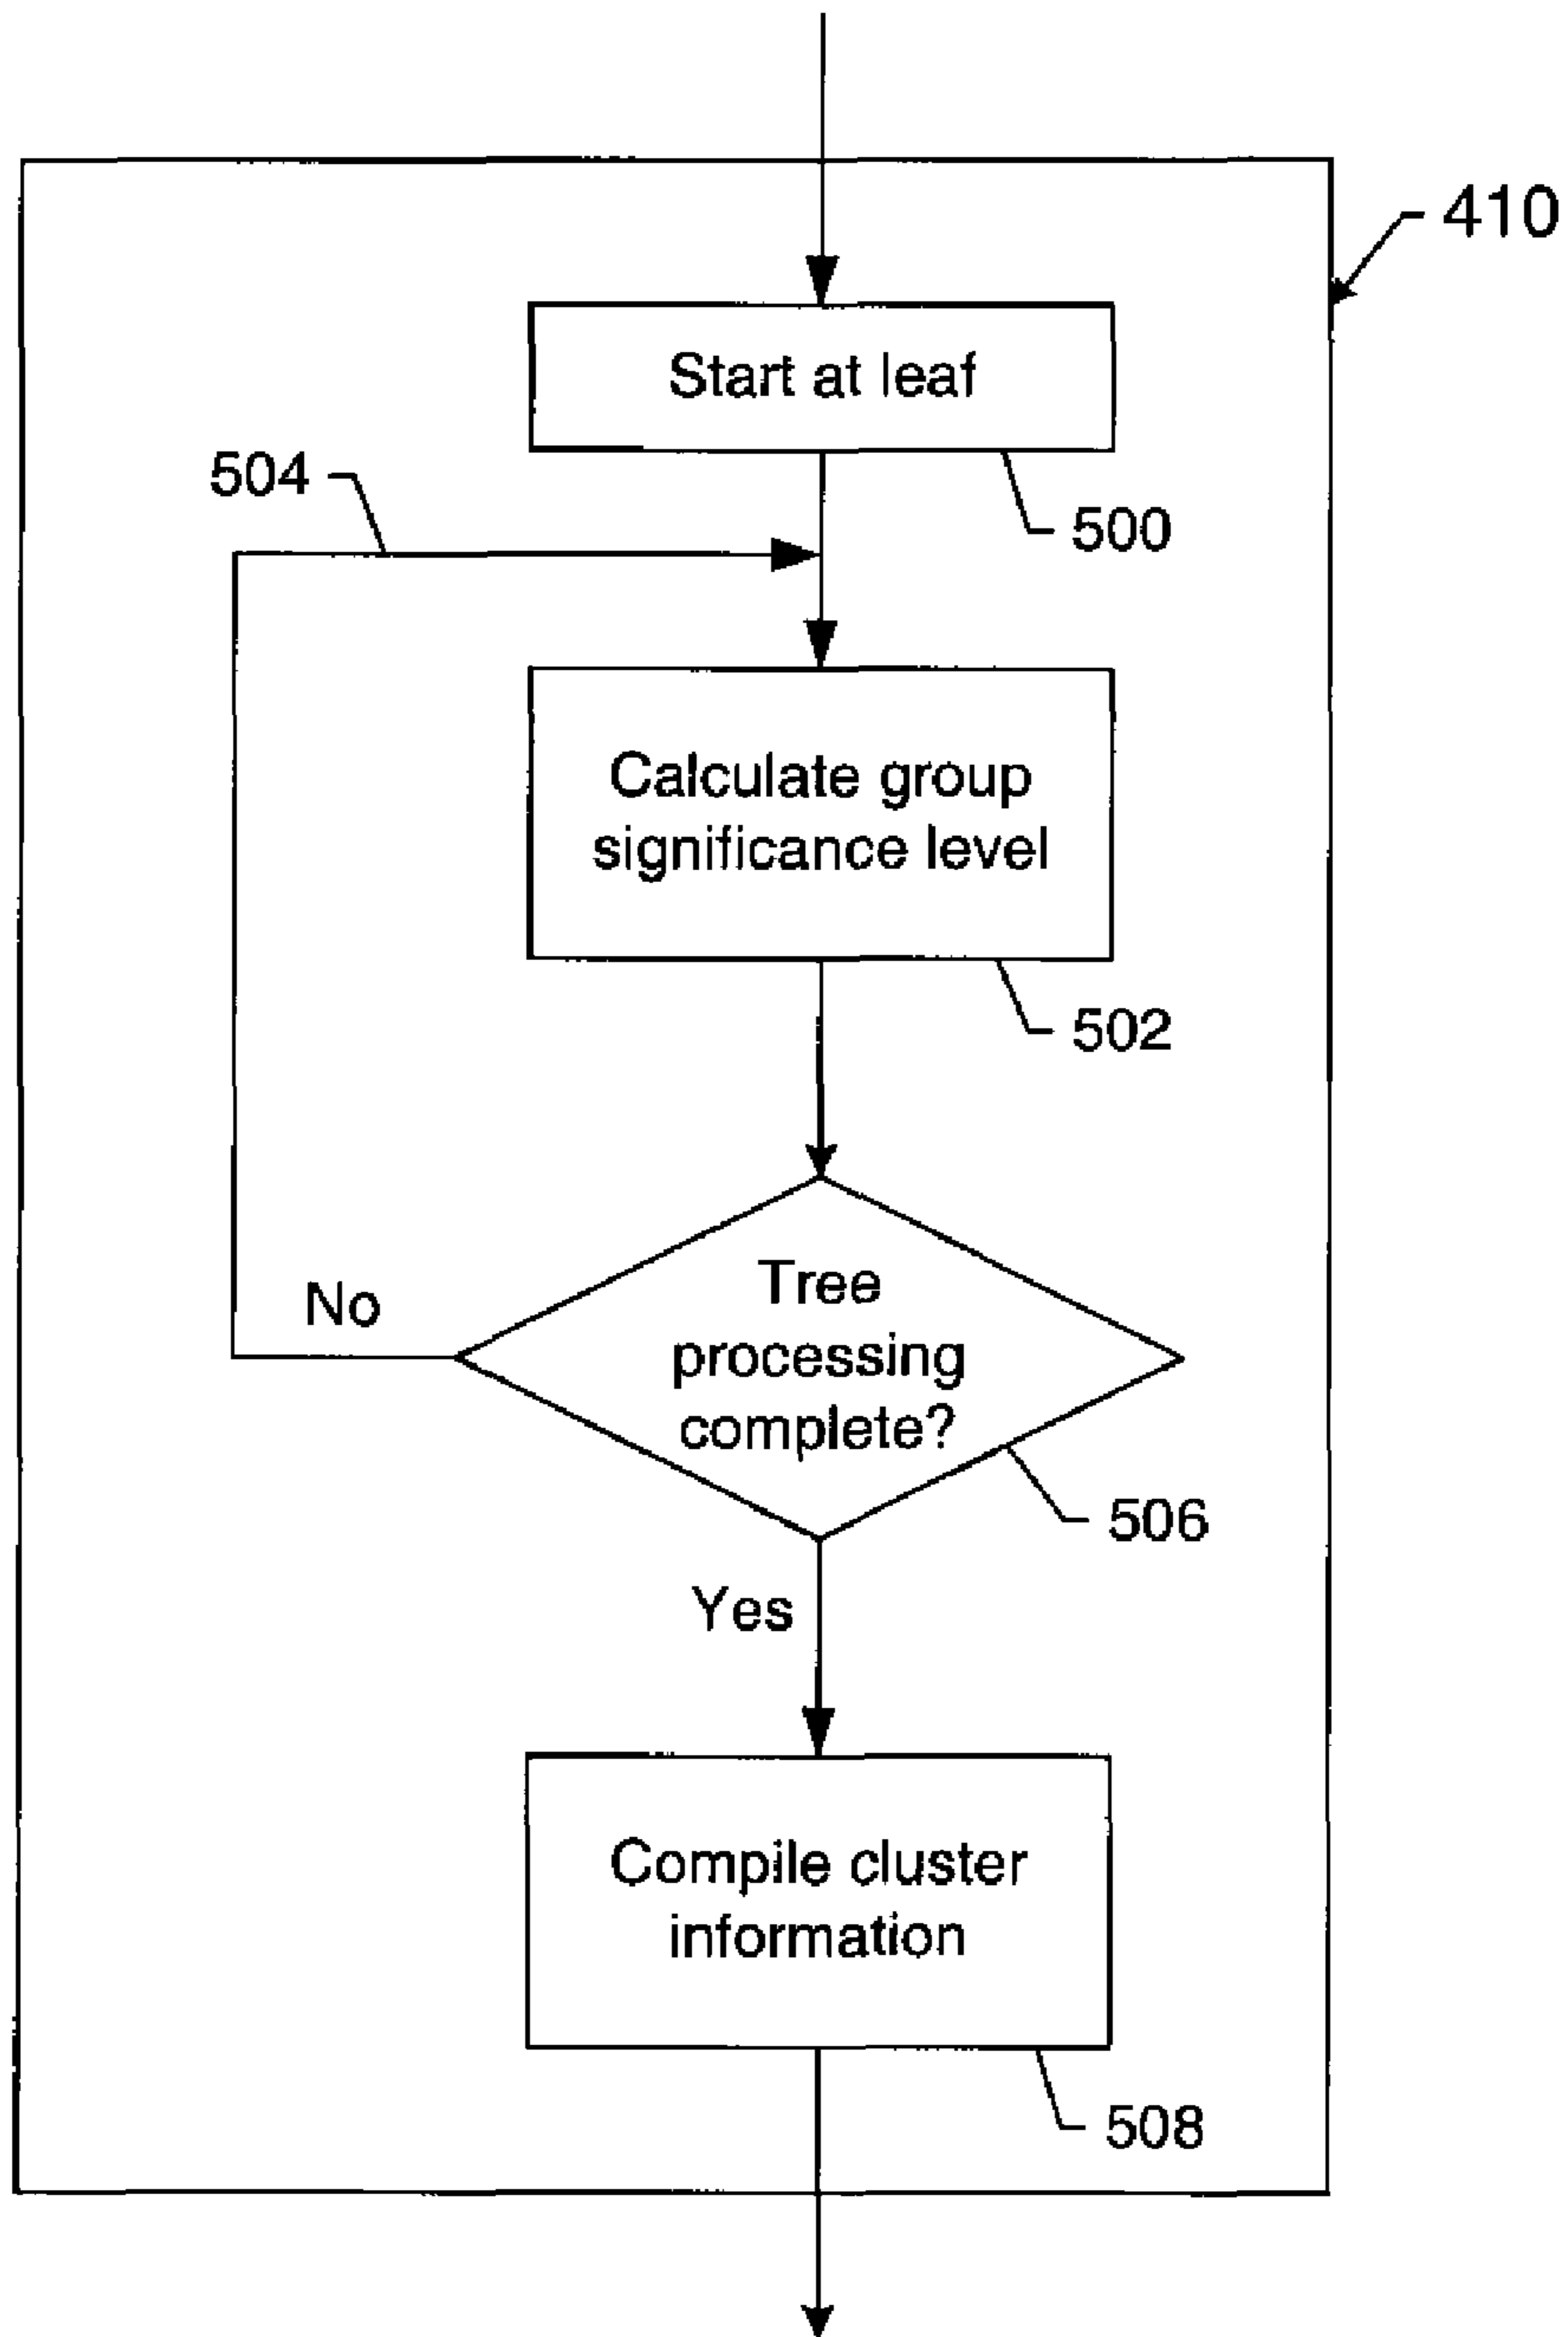 410
Start at leaf
504
500
Calculate group
significance level
502
No
Tree
processing
complete?
506
Yes
Compile cluster
information
508